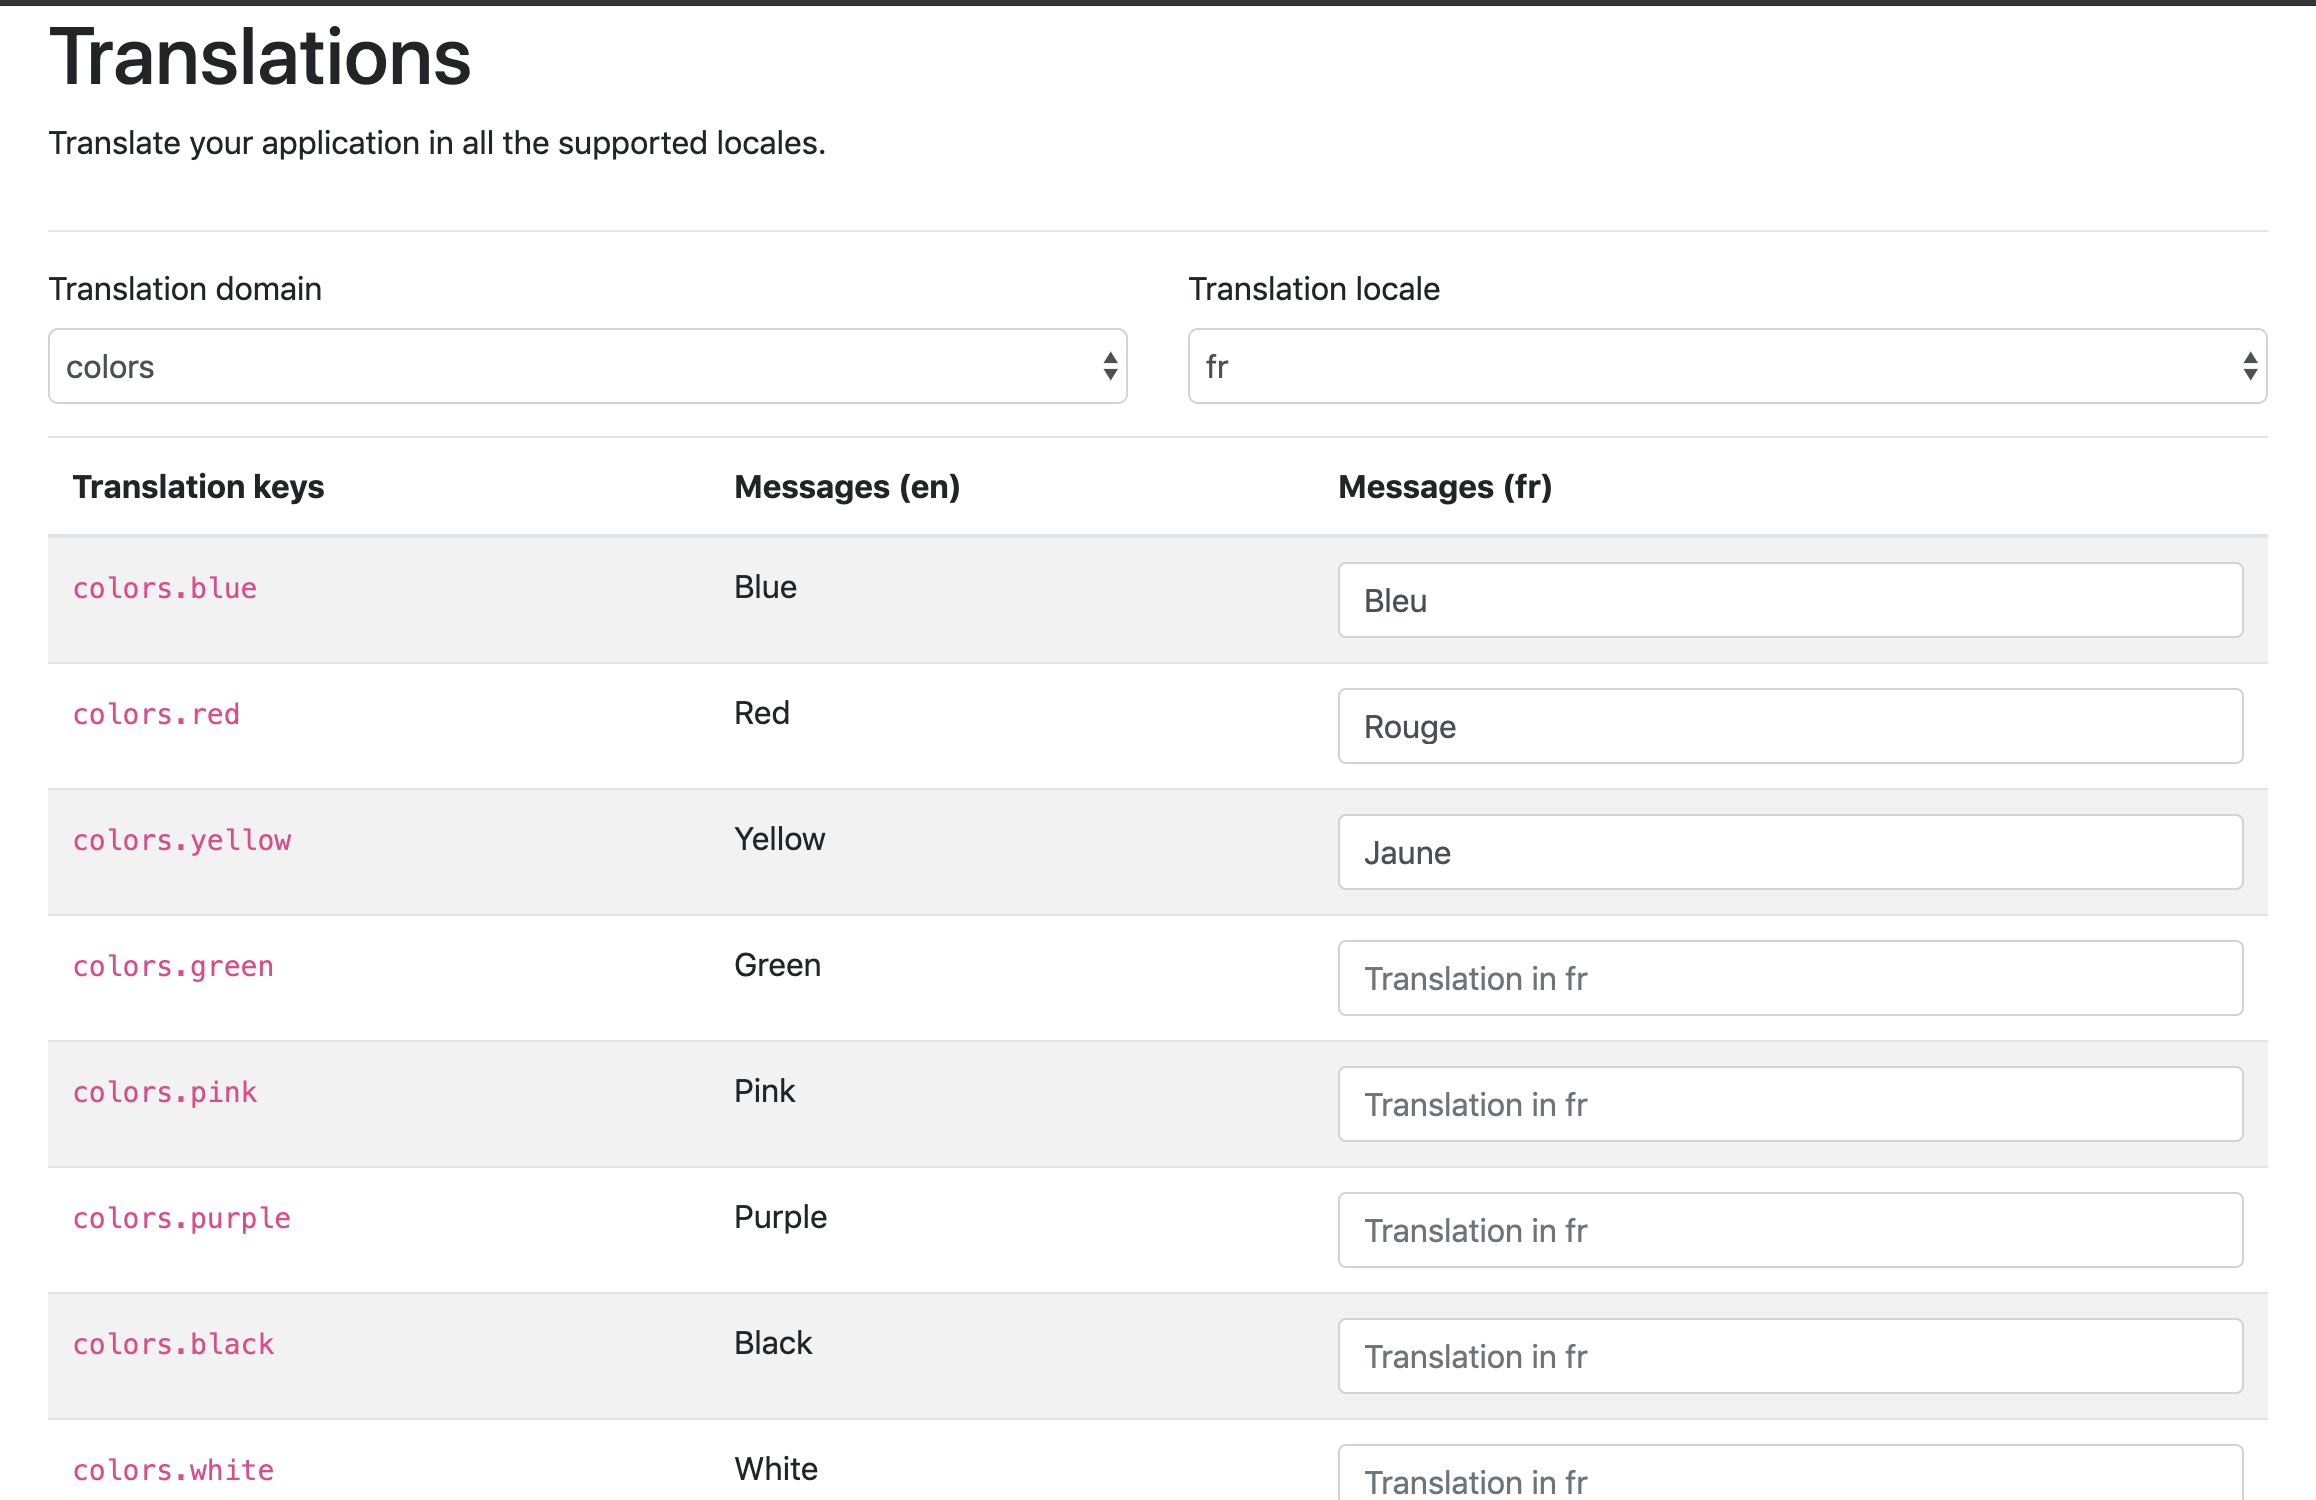 Translations
Translate your application in all the supported locales.
Translation domain Translation locale
colors fr
Translation keys Messages (en) Messages (fr)
colors.blue Blue Bleu
colors.red Red Rouge
colors.yellow Yellow Jaune
colors.green Green Translation in fr
colors.pink Pink Translation in fr
colors.purple Purple Translation in fr
colors.black Black Translation in fr
colors.white White Translation in fr